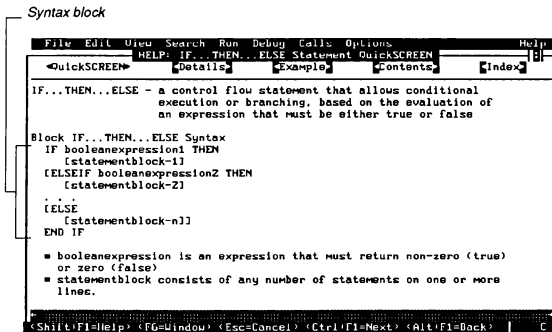 Syntax block
File Edit View Search Run Debug Calls Options Help
HELP: IF...THEN...ELSE Statement QuickSCREEN
◄QuickSCREEN► ◄Details► ◄Example► ◄Contents► ◄Index►
IF...THEN...ELSE - a control flow statement that allows conditional
execution or branching, based on the evaluation of
an expression that must be either true or false
Block IF...THEN...ELSE Syntax
IF booleanexpression1 THEN
[statementblock-1]
[ELSEIF booleanexpression2 THEN
[statementblock-2]
. . .
[ELSE
[statementblock-n]]
END IF
■ booleanexpression is an expression that must return non-zero (true)
or zero (false)
■ statementblock consists of any number of statements on one or more
lines.
<Shift+F1=Help> <F6=Window> <Esc=Cancel> <Ctrl+F1=Next> <Alt+F1=Back> C